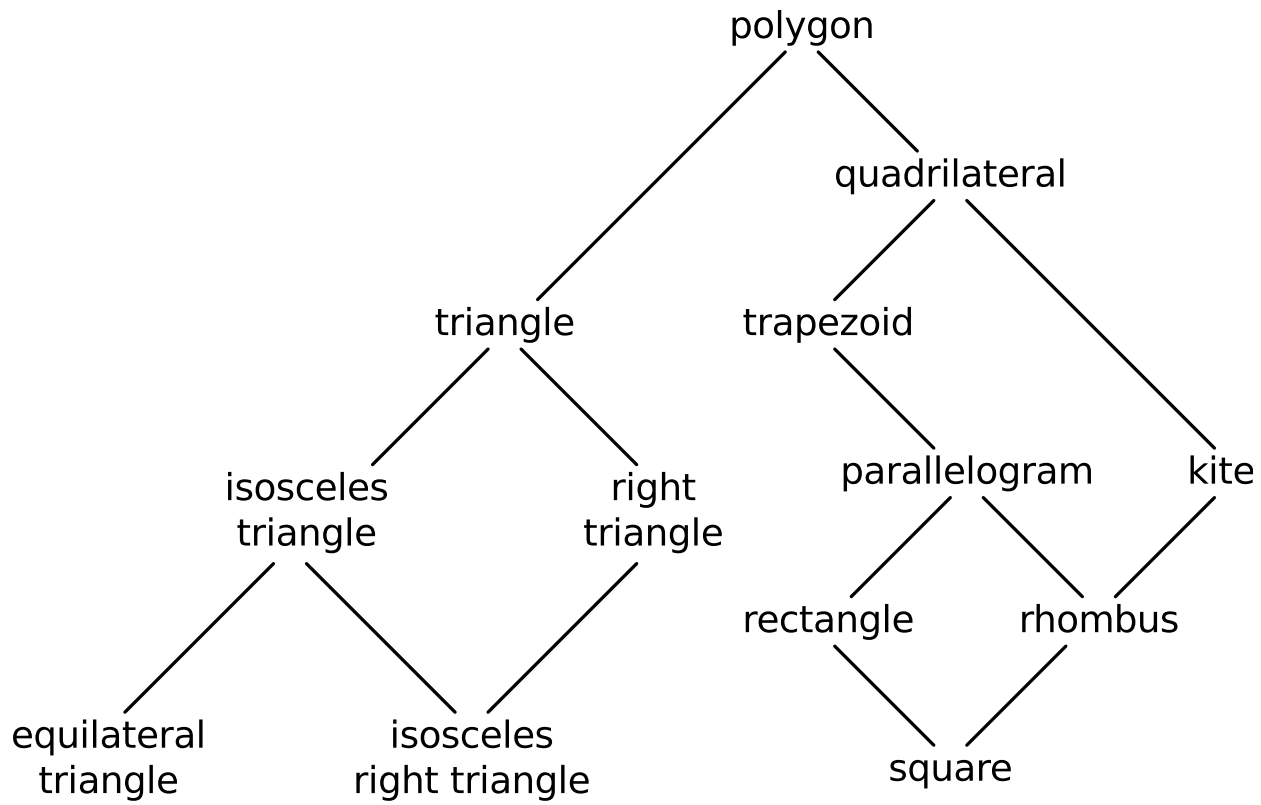 polygon
quadrilateral
triangle
trapezoid
parallelogram
kite
isosceles
triangle
right
triangle
rectangle
rhombus
equilateral
triangle
isosceles
right triangle
square